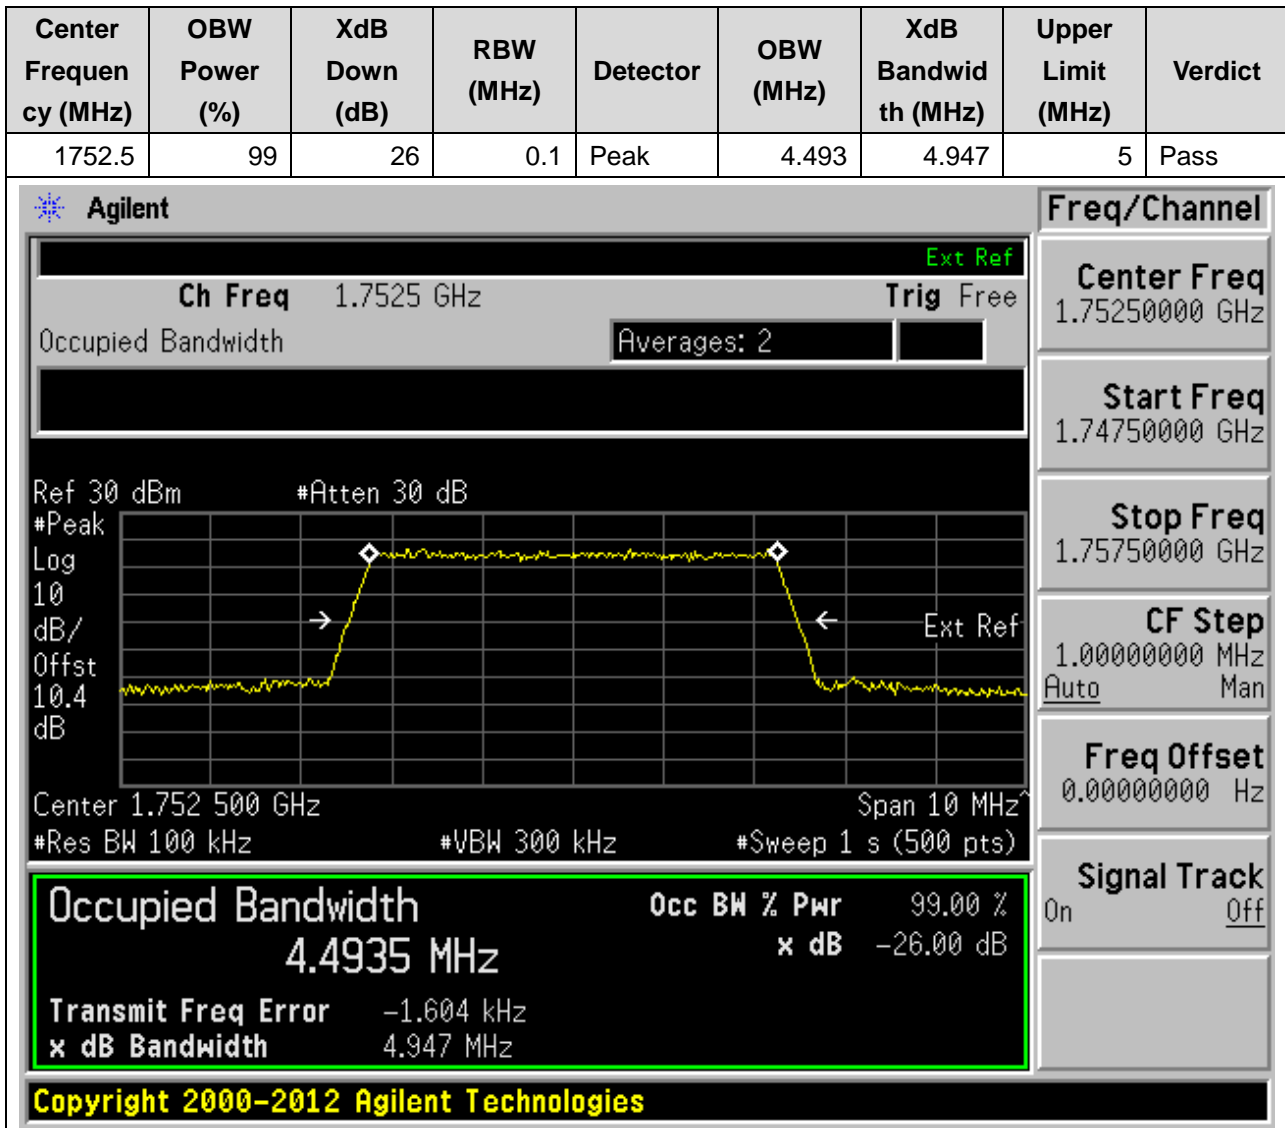 Center Frequen cy (MHz) OBW Power (%) XdB Down (dB) RBW (MHz) Detector OBW (MHz) XdB Bandwid th (MHz) Upper Limit (MHz) Verdict
1752.5 99 26 0.1 Peak 4.493 4.947 5 Pass
Agilent
Freq/Channel
Ext Ref
Ch Freq 1.7525 GHz Trig Free
Occupied Bandwidth Averages: 2
Ref 30 dBm #Atten 30 dB
#Peak
Log
10
dB/
Offst
10.4
dB
Ext Ref
Center 1.752 500 GHz Span 10 MHz^
#Res BW 100 kHz #VBW 300 kHz #Sweep 1 s (500 pts)
Occupied Bandwidth Occ BW % Pwr 99.00 %
4.4935 MHz x dB -26.00 dB
Transmit Freq Error -1.604 kHz
x dB Bandwidth 4.947 MHz
Center Freq
1.75250000 GHz
Start Freq
1.74750000 GHz
Stop Freq
1.75750000 GHz
CF Step
1.00000000 MHz
Auto Man
Freq Offset
0.00000000 Hz
Signal Track
On Off
Copyright 2000-2012 Agilent Technologies